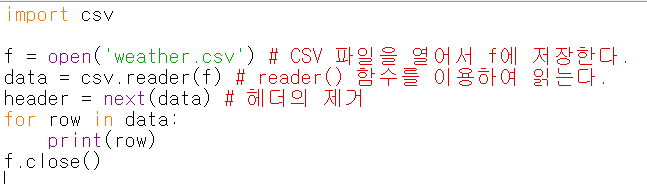 import csv

f = open('weather.csv') # CSV 파일을 열어서 f에 저장한다.
data = csv.reader(f) # reader() 함수를 이용하여 읽는다.
header = next(data) # 헤더의 제거
for row in data:
    print(row)
f.close()